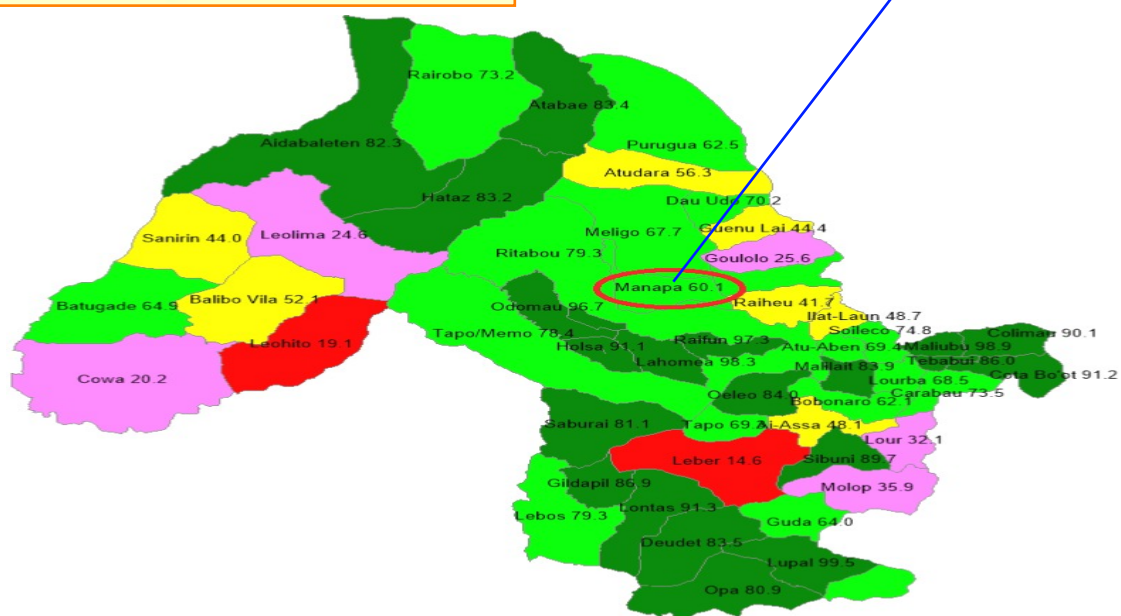 Rairobo 73.2
Atabae 83.4
Aidabaleten 82.3
Purugua 62.5
Atudara 56.3
Hataz 83.2
Dau Udo 70.2
Leolima 24.6
Sanirin 44.0
Meligo 67.7
Guenu Lai 44.4
Ritabou 79.3
Goulolo 25.6
Manapa 60.1
Balibo Vila 52.1
Batugade 64.9
Odomau 96.7
Raiheu 41.7
Ilat-Laun 48.7
Tapo/Memo 78.4
Soileco 74.8
Coliman 90.1
Leohito 19.1
Holsa 91.1
Raifun 97.3
Atu-Aben 69.4
Maliubu 98.9
Lahomea 98.3
Malilait 83.9
Tebabui 86.0
Cowa 20.2
Lourba 68.5
Cota Bo'ot 91.2
Oeleo 84.0
Bobonaro 62.1
Carabau 73.5
Saburai 81.1
Tapo 69.
Ai-Assa 48.1
Lour 32.1
Leber 14.6
Sibuni 89.7
Gildapil 86.9
Molop 35.9
Lebos 79.3
Lontas 91.3
Guda 64.0
Deudet 83.5
Lupal 99.5
Opa 80.9